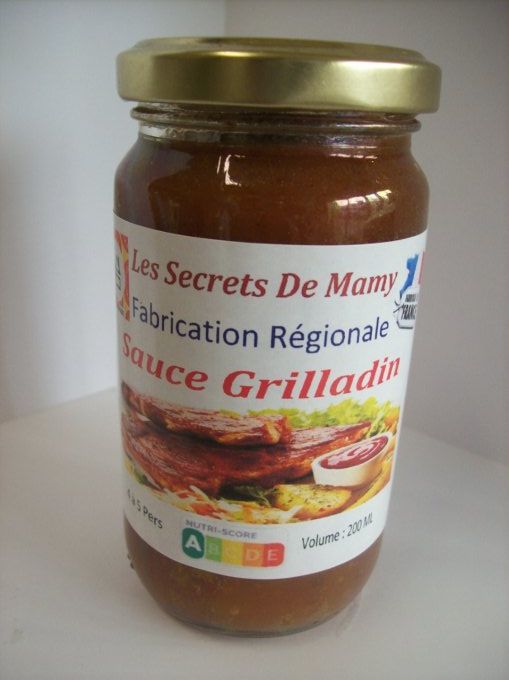 Les Secrets De Mamy
Fabrication Régionale
Sauce Grilladin
4 à 5 Pers
NUTRI-SCORE
A B C D E
Volume : 200 ML